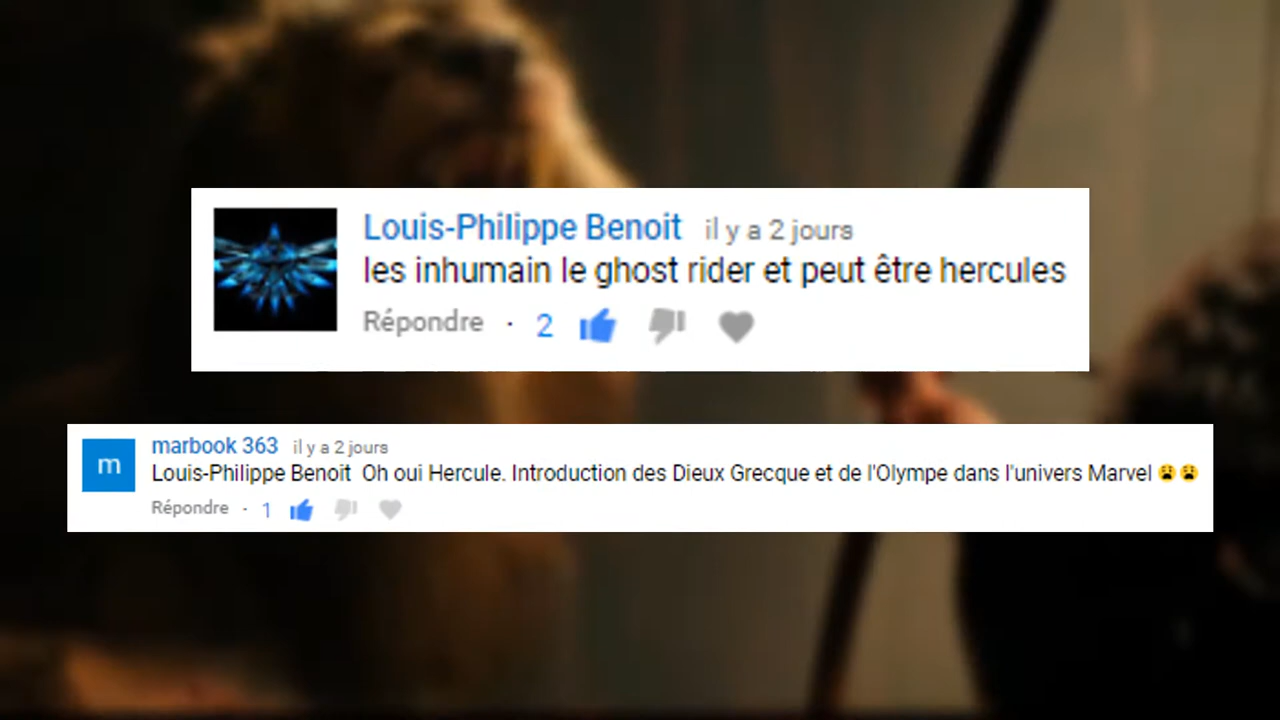 Louis-Philippe Benoit il y a 2 jours
les inhumain le ghost rider et peut être hercules
Répondre · 2
m
marbook 363 il y a 2 jours
Louis-Philippe Benoit Oh oui Hercule. Introduction des Dieux Grecque et de l'Olympe dans l'univers Marvel 😫😫
Répondre · 1